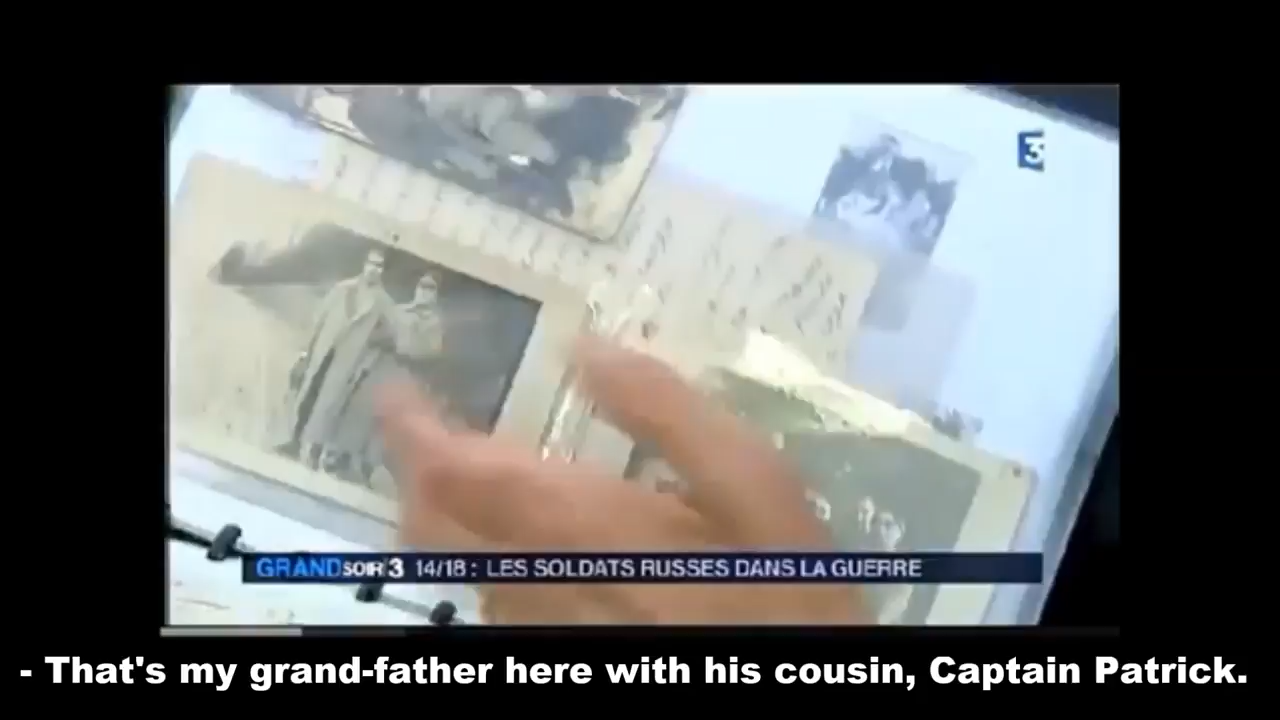 3
GRANDSOIR3 14/18 : LES SOLDATS RUSSES DANS LA GUERRE
- That's my grand-father here with his cousin, Captain Patrick.